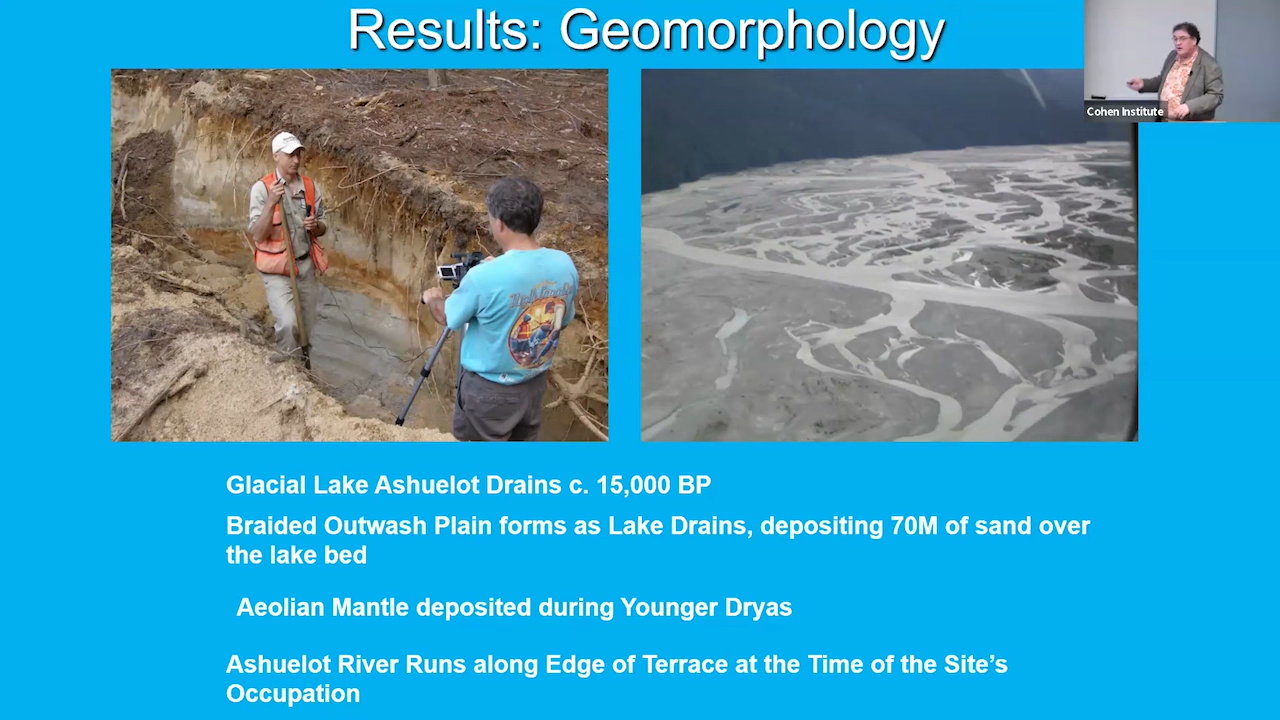 Results: Geomorphology
Cohen Institute
Glacial Lake Ashuelot Drains c. 15,000 BP
Braided Outwash Plain forms as Lake Drains, depositing 70M of sand over
the lake bed
Aeolian Mantle deposited during Younger Dryas
Ashuelot River Runs along Edge of Terrace at the Time of the Site’s
Occupation